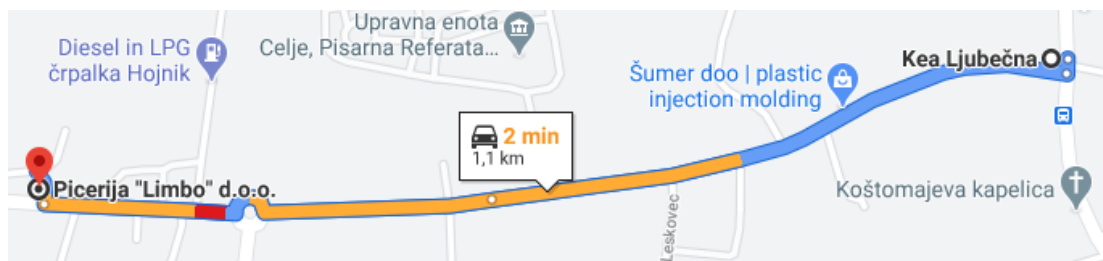 Upravna enota
Celje, Pisarna Referata...
Diesel in LPG
črpalka Hojnik
Kea Ljubečna
Šumer doo | plastic
injection molding
2 min
1,1 km
Picerija "Limbo" d.o.o.
Koštomajeva kapelica
Leskovec